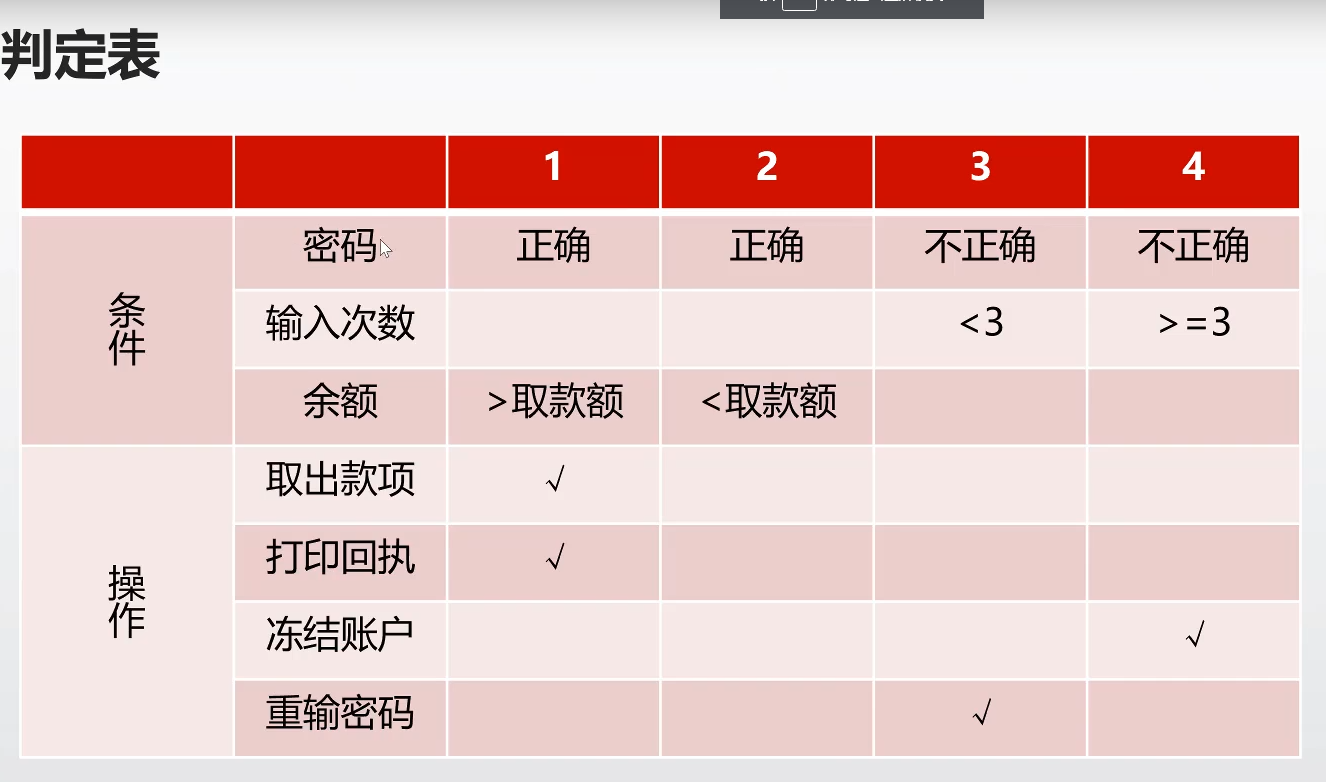 判定表
1 2 3 4
条件
密码 正确 正确 不正确 不正确
输入次数 <3 >=3
余额 >取款额 <取款额
操作
取出款项 √
打印回执 √
冻结账户 √
重输密码 √